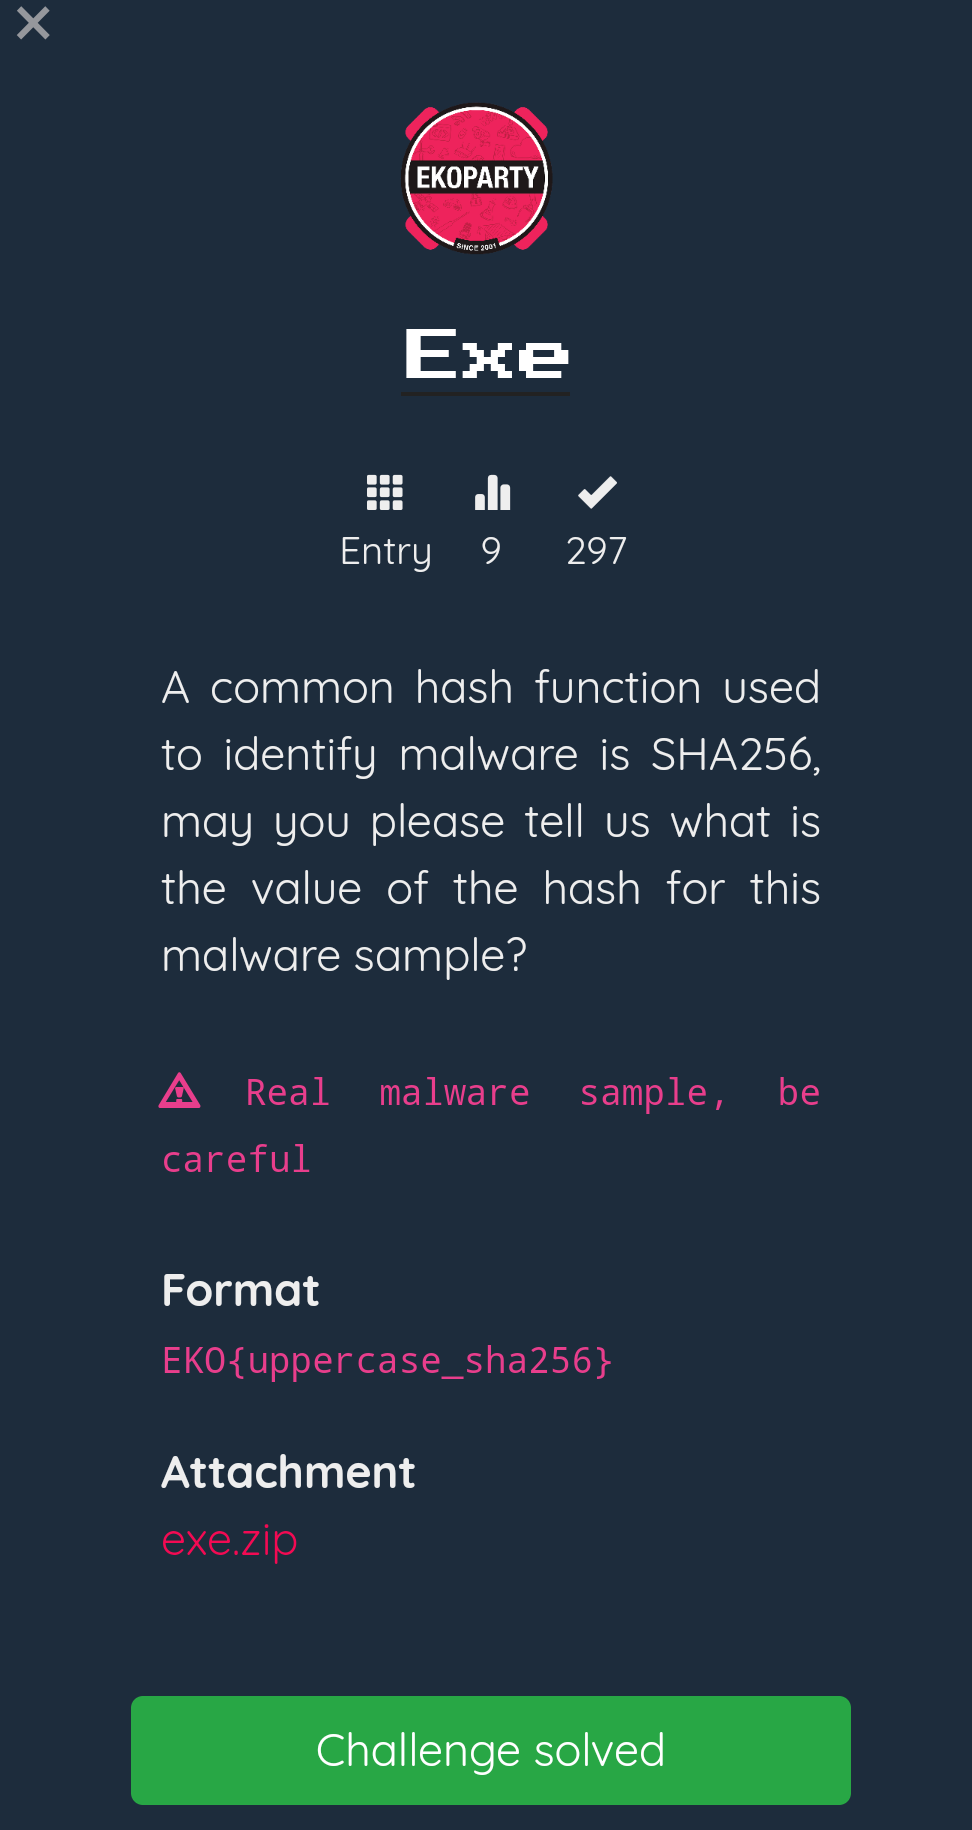 EKOPARTY
SINCE 2001
Exe
Entry 9 297
A common hash function used
to identify malware is SHA256,
may you please tell us what is
the value of the hash for this
malware sample?
Real malware sample, be
careful
Format
EKO{uppercase_sha256}
Attachment
exe.zip
Challenge solved